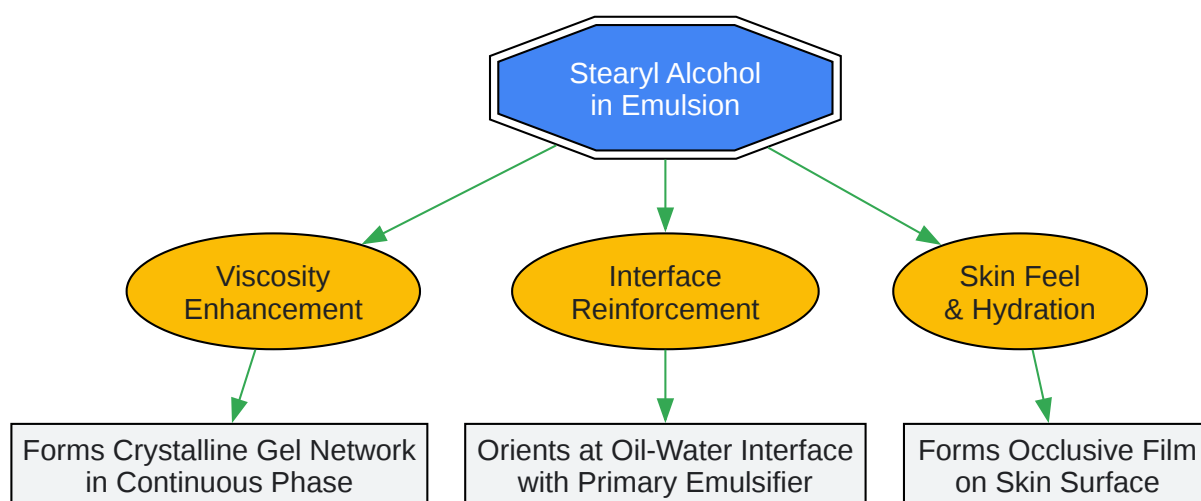 Stearyl Alcohol
in Emulsion
Viscosity
Enhancement
Interface
Reinforcement
Skin Feel
& Hydration
Forms Crystalline Gel Network
in Continuous Phase
Orients at Oil-Water Interface
with Primary Emulsifier
Forms Occlusive Film
on Skin Surface